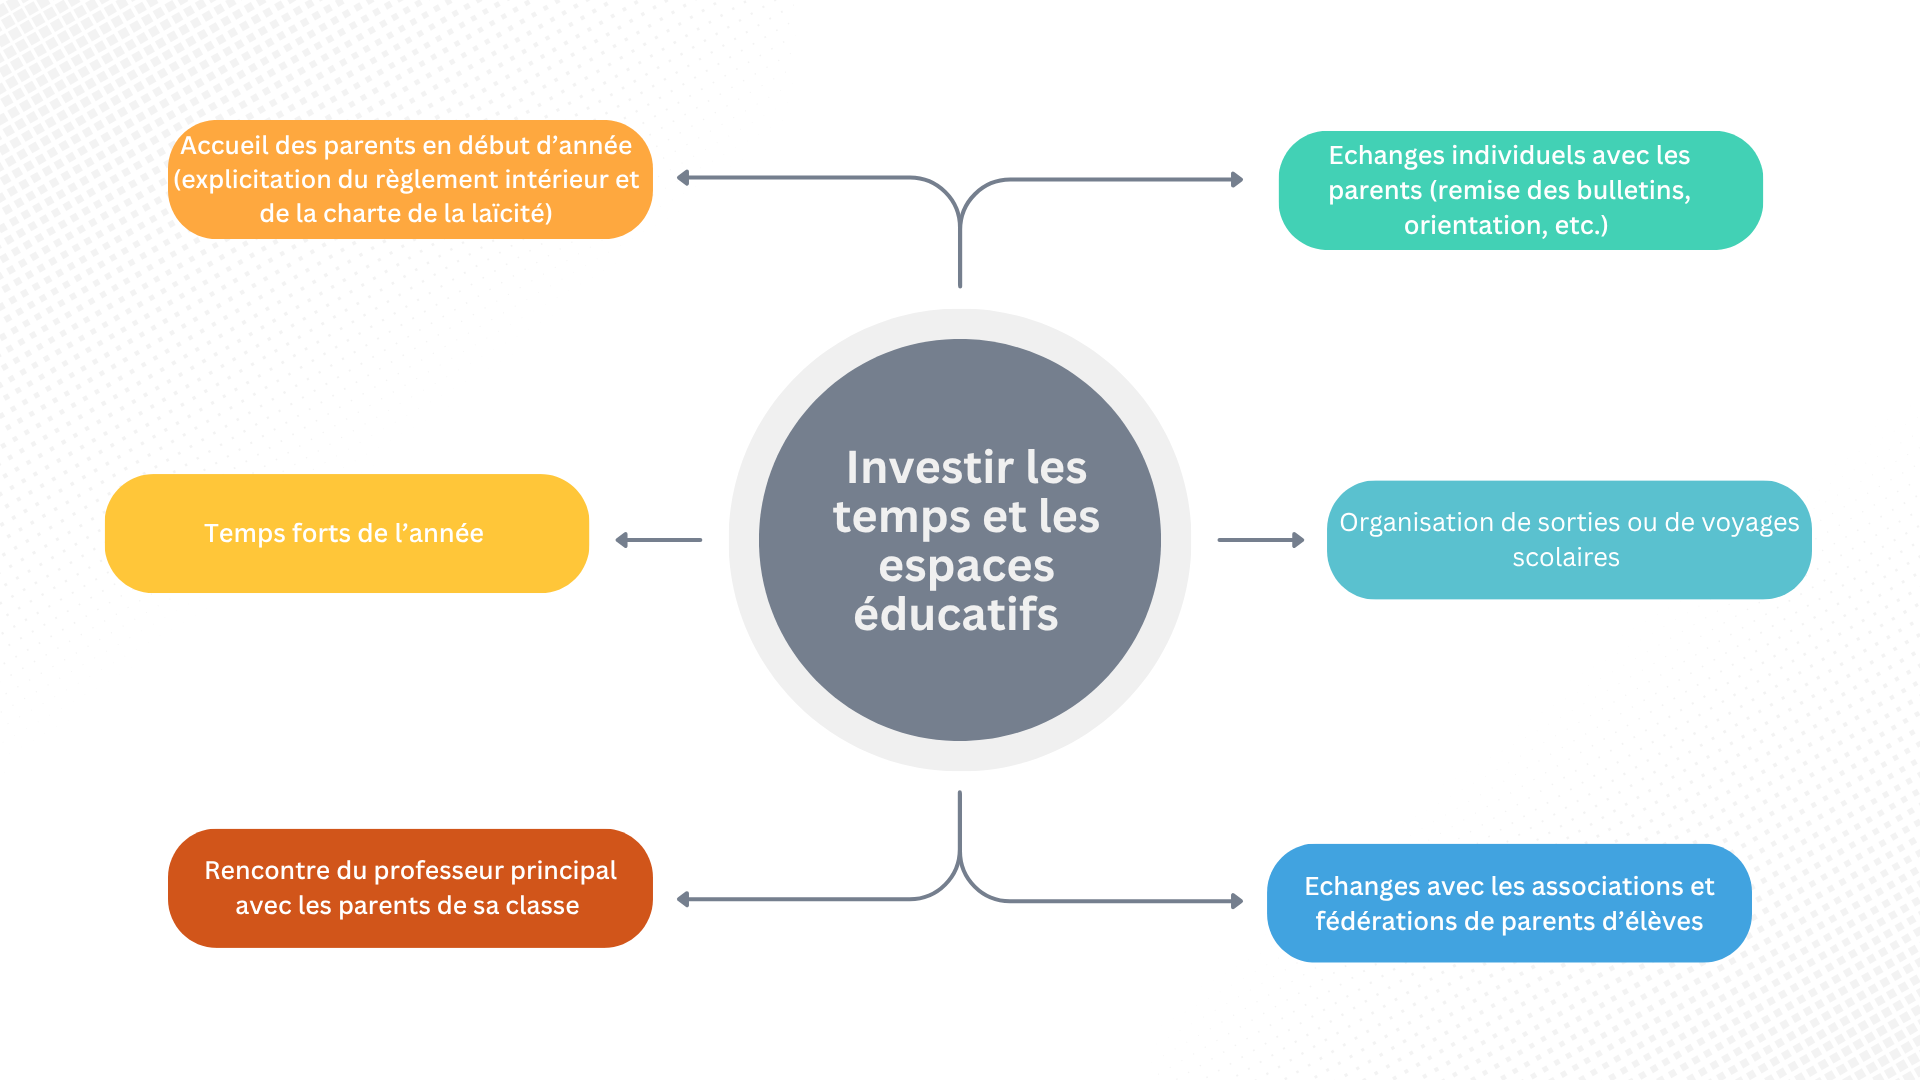 Accueil des parents en début d’année
(explicitation du règlement intérieur et
de la charte de la laïcité)
Echanges individuels avec les
parents (remise des bulletins,
orientation, etc.)
Investir les
temps et les
espaces
éducatifs
Temps forts de l’année
Organisation de sorties ou de voyages
scolaires
Rencontre du professeur principal
avec les parents de sa classe
Echanges avec les associations et
fédérations de parents d’élèves